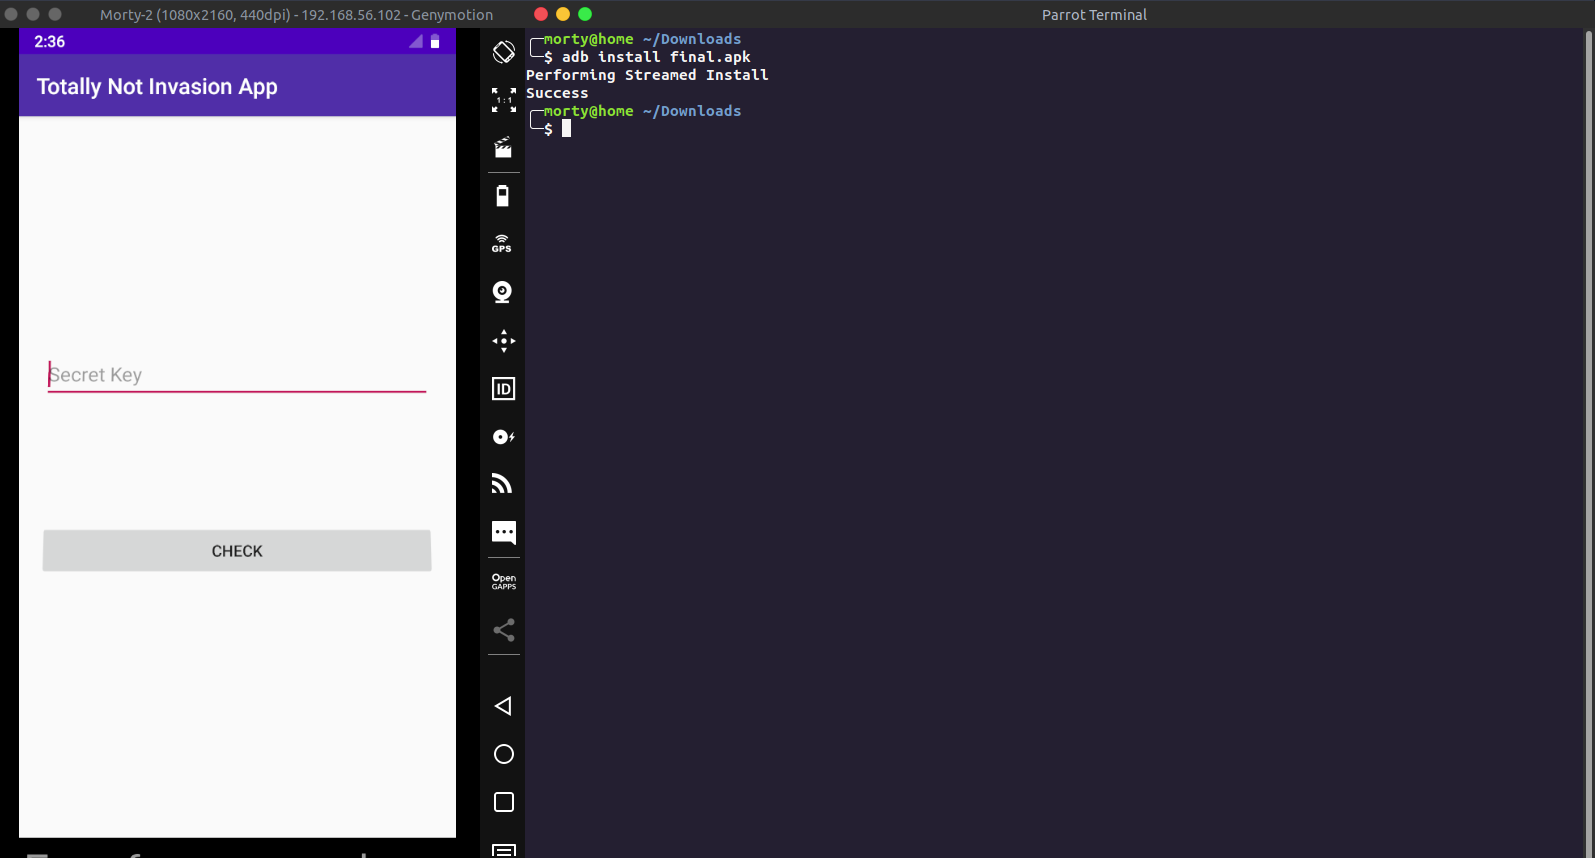 Morty-2 (1080x2160, 440dpi) - 192.168.56.102 - Genymotion
2:36
Totally Not Invasion App
Secret Key
CHECK
1:1
GPS
ID
Open
GAPPS
Parrot Terminal
morty@home ~/Downloads
$ adb install final.apk
Performing Streamed Install
Success
morty@home ~/Downloads
$